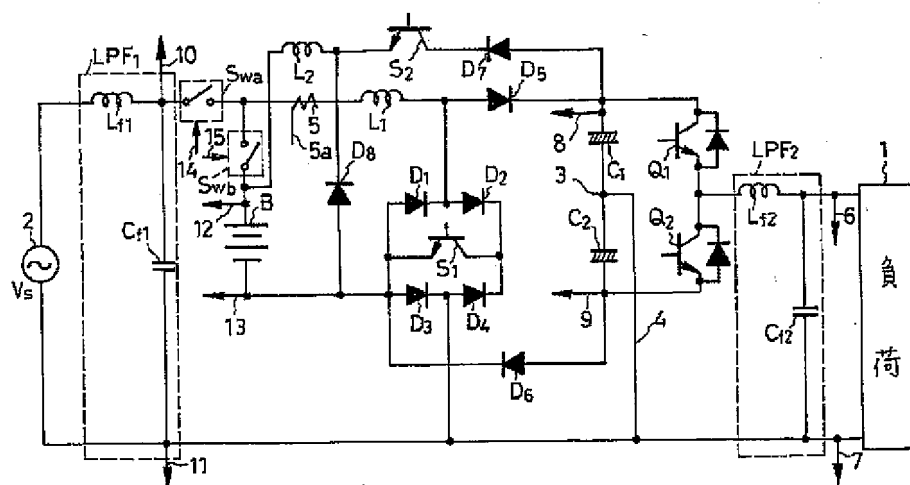 LPF1
10
Swa
L2
S2
D7
D5
Lf1
5
L1
8
14
5a
15
Swb
D8
C1
Q1
LPF2
1
D1
D2
3
12
B
C2
Lf2
6
2
Vs
Cf1
S1
Q2
負荷
13
D3
D4
9
4
Cf2
D6
11
7